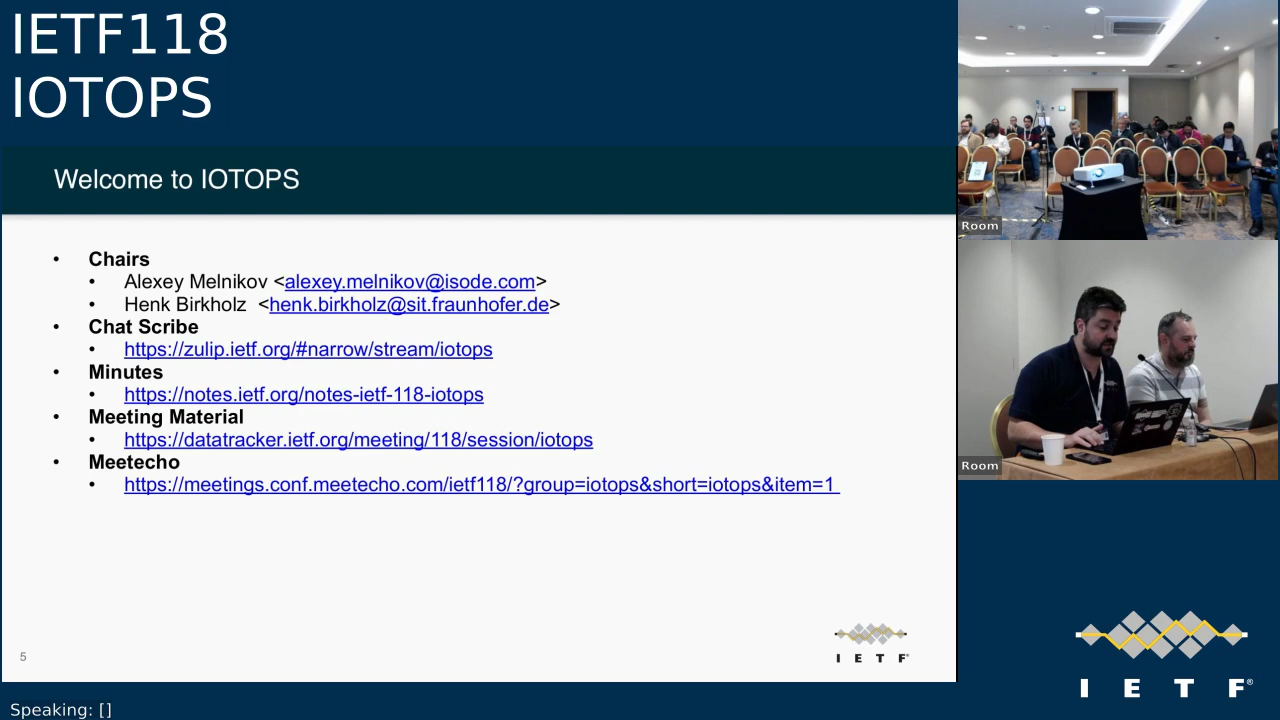 IETF118
IOTOPS
Welcome to IOTOPS
• Chairs
• Alexey Melnikov <alexey.melnikov@isode.com>
• Henk Birkholz <henk.birkholz@sit.fraunhofer.de>
• Chat Scribe
• https://zulip.ietf.org/#narrow/stream/iotops
• Minutes
• https://notes.ietf.org/notes-ietf-118-iotops
• Meeting Material
• https://datatracker.ietf.org/meeting/118/session/iotops
• Meetecho
• https://meetings.conf.meetecho.com/ietf118/?group=iotops&short=iotops&item=1
5
I E T F®
Room
Room
I E T F®
Speaking: []